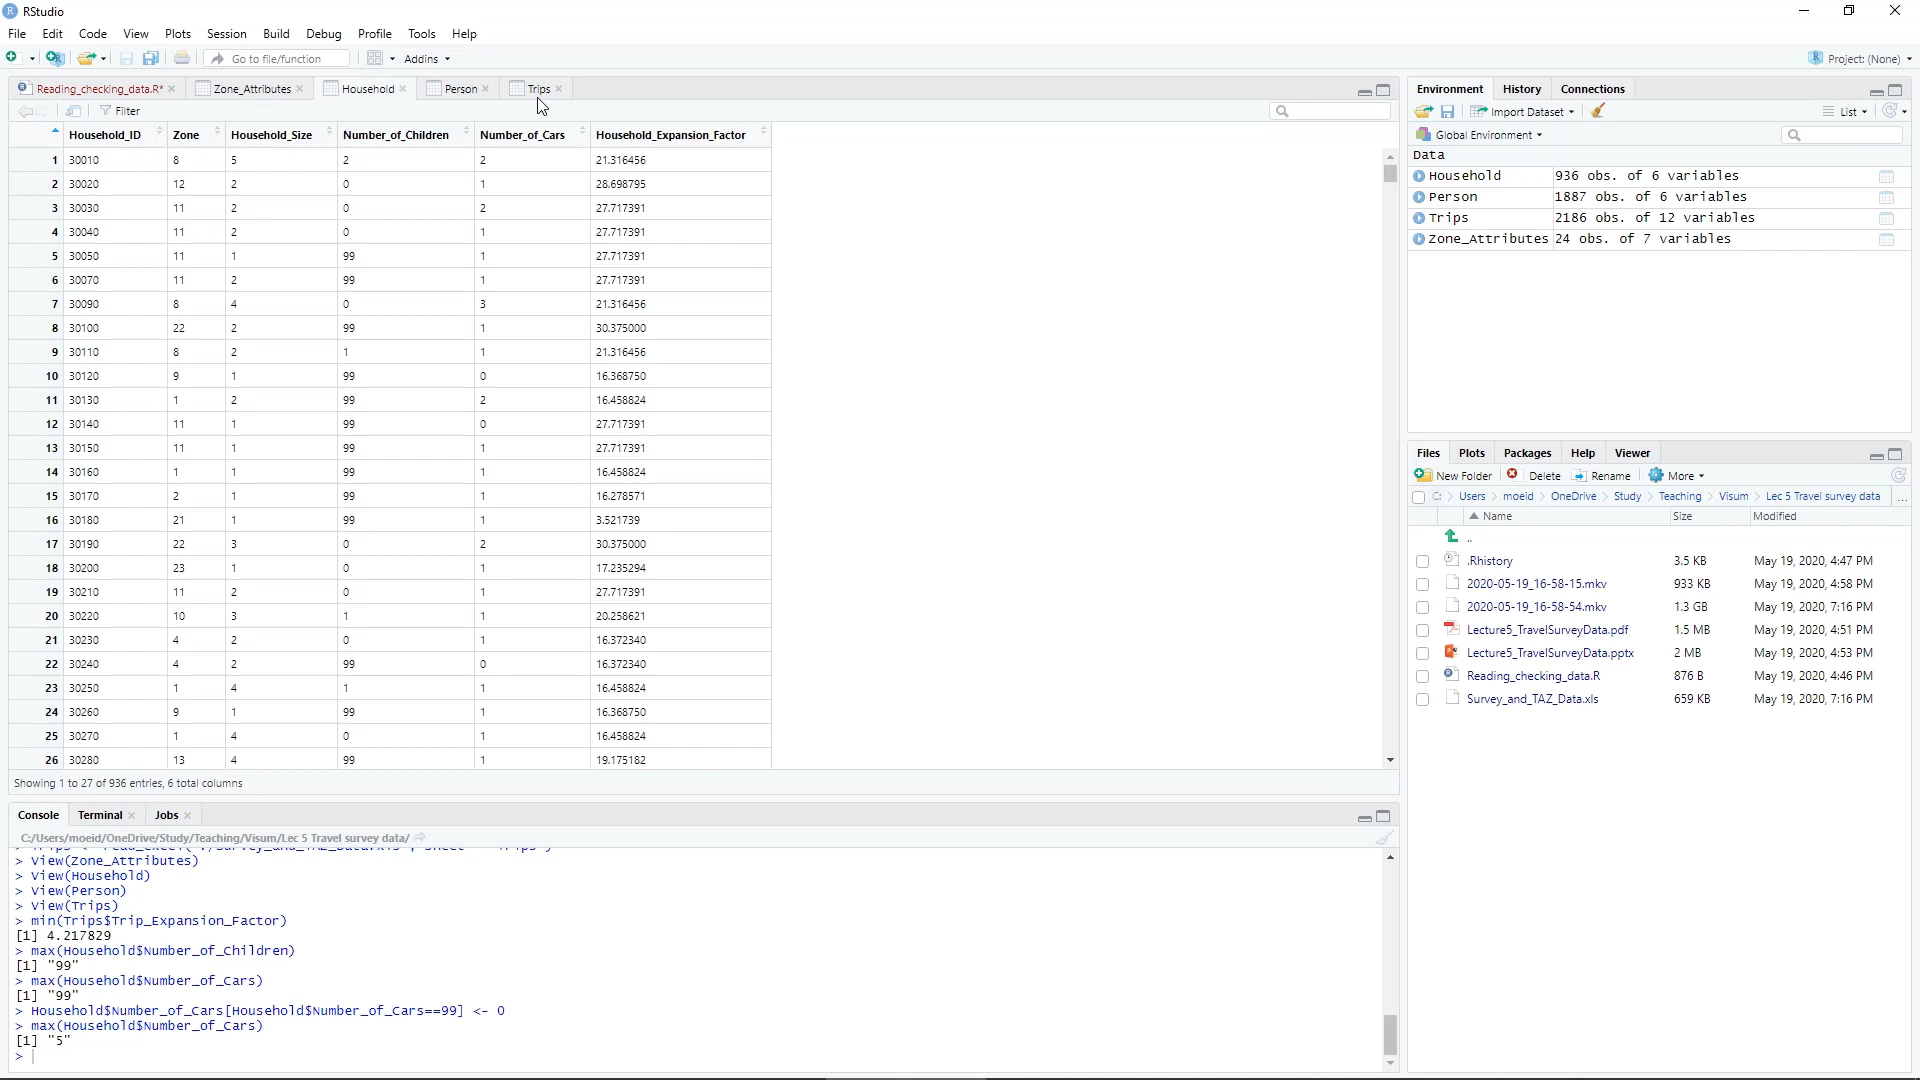 RStudio
File Edit Code View Plots Session Build Debug Profile Tools Help
Go to file/function Addins Project: (None)
Reading_checking_data.R* Zone_Attributes Household Person Trips
Filter
Household_ID Zone Household_Size Number_of_Children Number_of_Cars Household_Expansion_Factor
1 30010 8 5 2 2 21.316456
2 30020 12 2 0 1 28.698795
3 30030 11 2 0 2 27.717391
4 30040 11 2 0 1 27.717391
5 30050 11 1 99 1 27.717391
6 30070 11 2 99 1 27.717391
7 30090 8 4 0 3 21.316456
8 30100 22 2 99 1 30.375000
9 30110 8 2 1 1 21.316456
10 30120 9 1 99 0 16.368750
11 30130 1 2 99 2 16.458824
12 30140 11 1 99 0 27.717391
13 30150 11 1 99 1 27.717391
14 30160 1 1 99 1 16.458824
15 30170 2 1 99 1 16.278571
16 30180 21 1 99 1 3.521739
17 30190 22 3 0 2 30.375000
18 30200 23 1 0 1 17.235294
19 30210 11 2 0 1 27.717391
20 30220 10 3 1 1 20.258621
21 30230 4 2 0 1 16.372340
22 30240 4 2 99 0 16.372340
23 30250 1 4 1 1 16.458824
24 30260 9 1 99 1 16.368750
25 30270 1 4 0 1 16.458824
26 30280 13 4 99 1 19.175182
Showing 1 to 27 of 936 entries, 6 total columns
Console Terminal Jobs
C:/Users/moeid/OneDrive/Study/Teaching/Visum/Lec 5 Travel survey data/
> View(Zone_Attributes)
> View(Household)
> View(Person)
> View(Trips)
> min(Trips$Trip_Expansion_Factor)
[1] 4.217829
> max(Household$Number_of_Children)
[1] "99"
> max(Household$Number_of_Cars)
[1] "99"
> Household$Number_of_Cars[Household$Number_of_Cars==99] <- 0
> max(Household$Number_of_Cars)
[1] "5"
>
Environment History Connections
Import Dataset List
Global Environment
Data
Household 936 obs. of 6 variables
Person 1887 obs. of 6 variables
Trips 2186 obs. of 12 variables
Zone_Attributes 24 obs. of 7 variables
Files Plots Packages Help Viewer
New Folder Delete Rename More
C: Users moeid OneDrive Study Teaching Visum Lec 5 Travel survey data ...
Name Size Modified
..
.Rhistory 3.5 KB May 19, 2020, 4:47 PM
2020-05-19_16-58-15.mkv 933 KB May 19, 2020, 4:58 PM
2020-05-19_16-58-54.mkv 1.3 GB May 19, 2020, 7:16 PM
Lecture5_TravelSurveyData.pdf 1.5 MB May 19, 2020, 4:51 PM
Lecture5_TravelSurveyData.pptx 2 MB May 19, 2020, 4:53 PM
Reading_checking_data.R 876 B May 19, 2020, 4:46 PM
Survey_and_TAZ_Data.xls 659 KB May 19, 2020, 7:16 PM